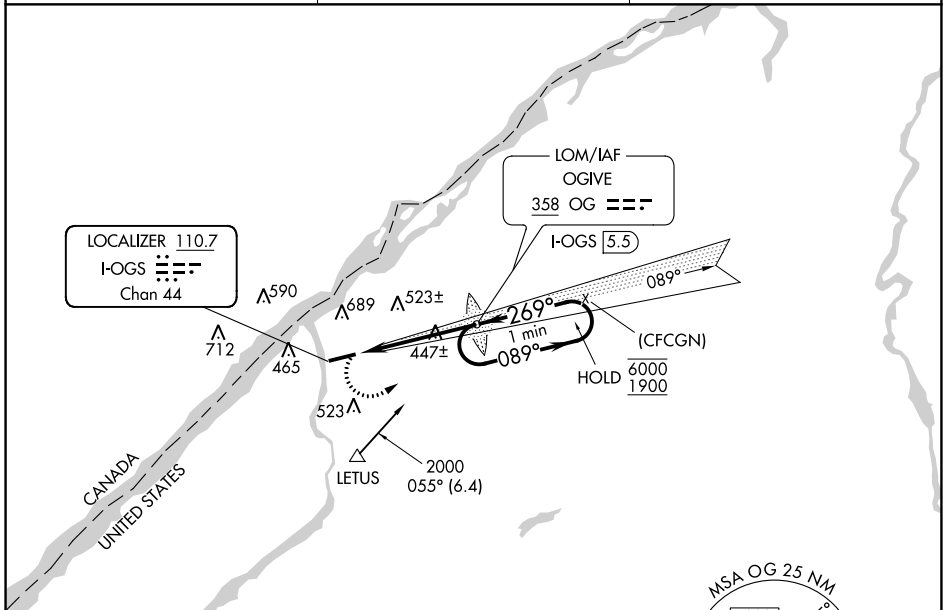 LOM/IAF
OGIVE
358 OG
I-OGS 5.5
LOCALIZER 110.7
I-OGS
Chan 44
089°
590
689
523±
269°
1 min
089°
(CFCGN)
712
465
447±
HOLD 6000
1900
523
2000
055° (6.4)
LETUS
CANADA
UNITED STATES
MSA OG 25 NM